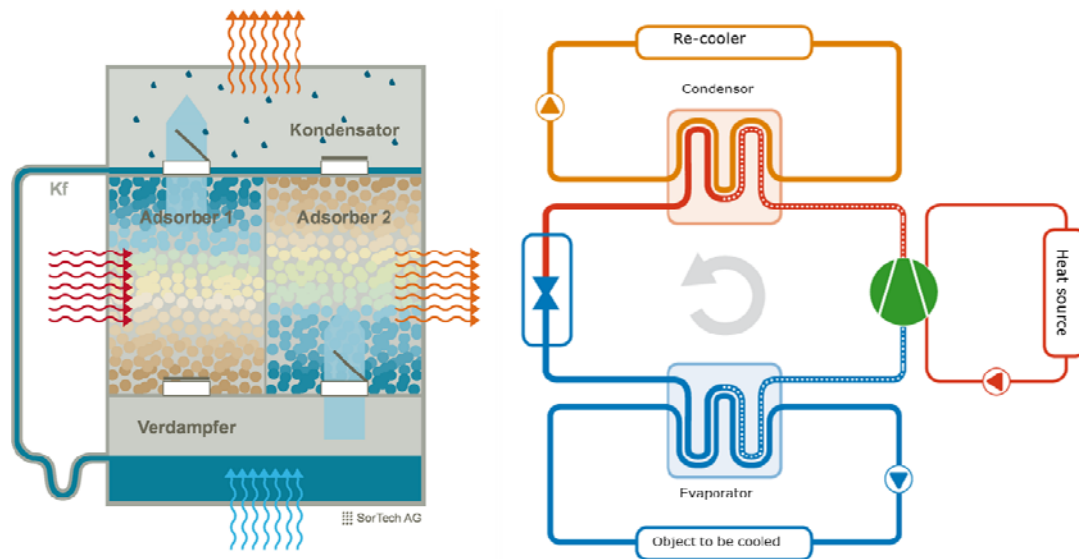 Kondensator
Kf
Adsorber 1
Adsorber 2
Verdampfer
SorTech AG
Re-cooler
Condensor
Heat source
Evaporator
Object to be cooled